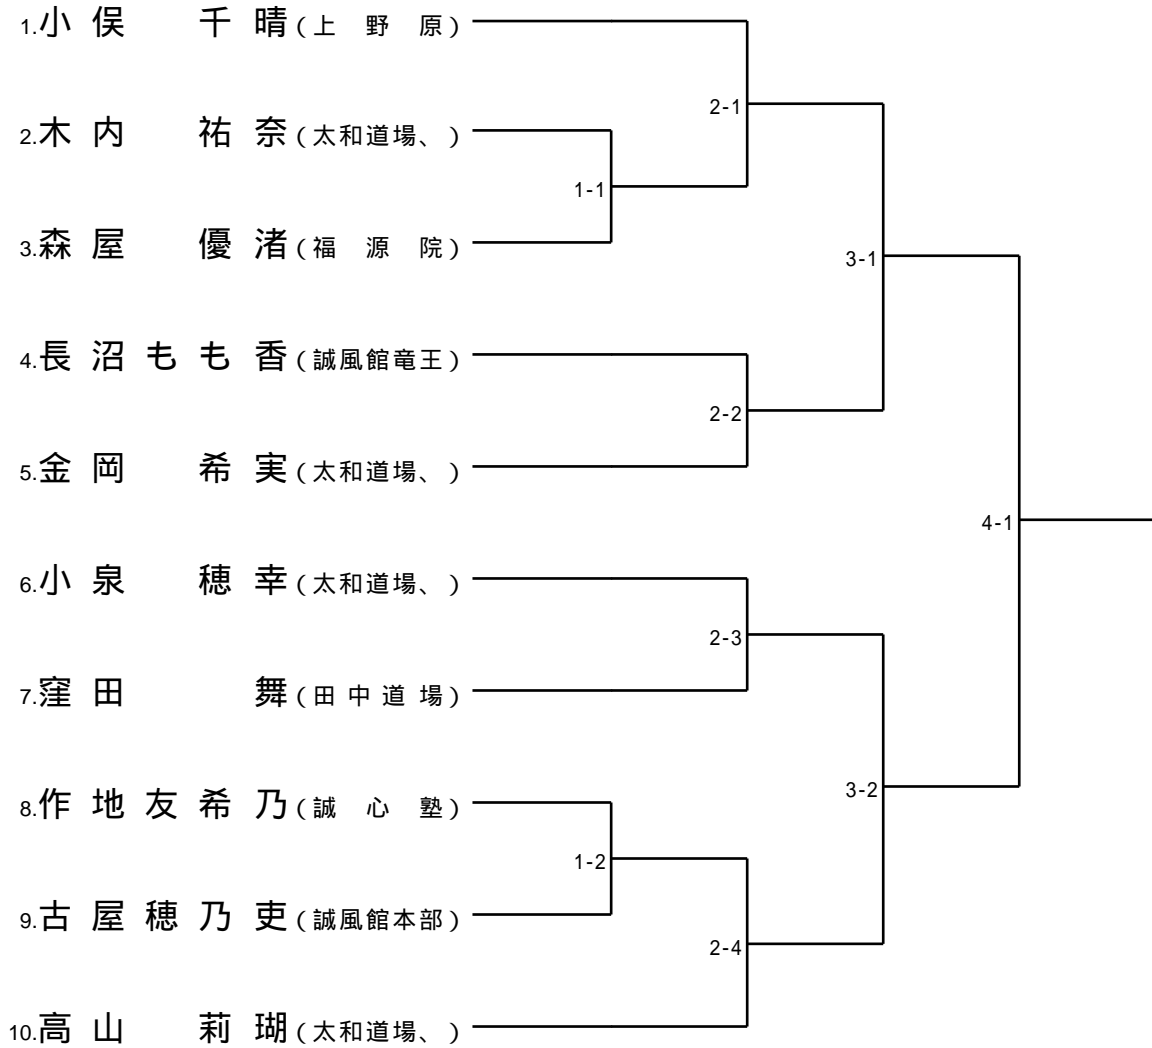 1.小俣 千晴(上野原)
2-1
2.木内 祐奈(太和道場、)
1-1
3.森屋 優渚(福源院)
3-1
4.長沼もも香(誠風館竜王)
2-2
5.金岡 希実(太和道場、)
4-1
6.小泉 穂幸(太和道場、)
2-3
7.窪田 舞(田中道場)
3-2
8.作地友希乃(誠心塾)
1-2
9.古屋穂乃吏(誠風館本部)
2-4
10.高山 莉瑚(太和道場、)